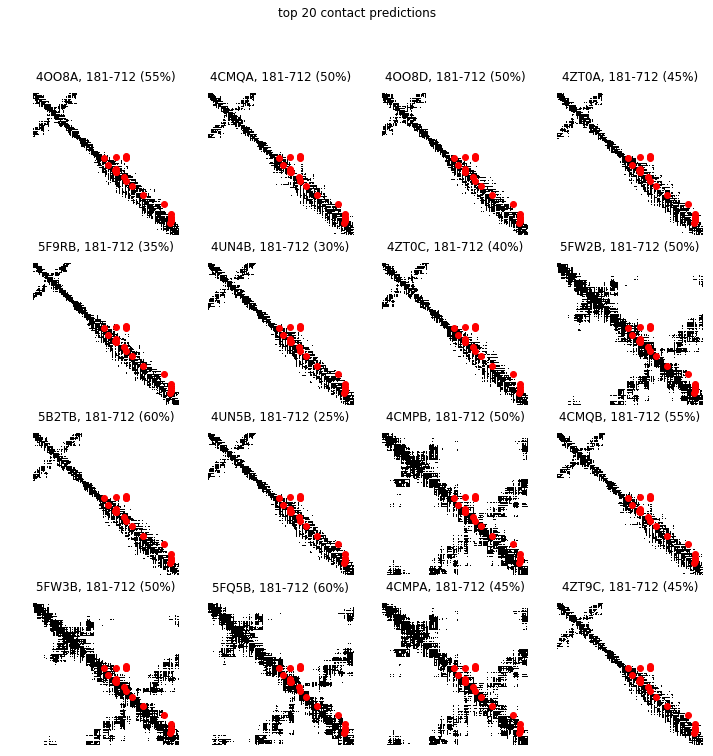 top 20 contact predictions
4OO8A, 181-712 (55%)
4CMQA, 181-712 (50%)
4OO8D, 181-712 (50%)
4ZT0A, 181-712 (45%)
5F9RB, 181-712 (35%)
4UN4B, 181-712 (30%)
4ZT0C, 181-712 (40%)
5FW2B, 181-712 (50%)
5B2TB, 181-712 (60%)
4UN5B, 181-712 (25%)
4CMPB, 181-712 (50%)
4CMQB, 181-712 (55%)
5FW3B, 181-712 (50%)
5FQ5B, 181-712 (60%)
4CMPA, 181-712 (45%)
4ZT9C, 181-712 (45%)